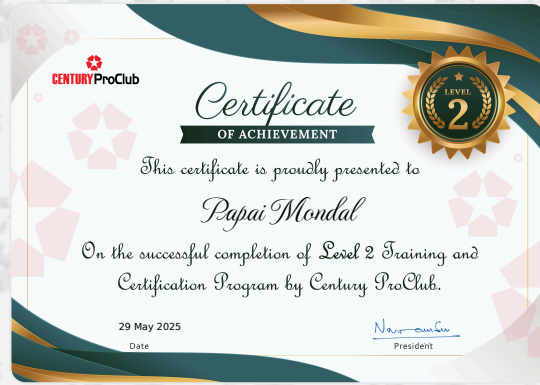 CENTURY ProClub
Certificate
OF ACHIEVEMENT
LEVEL
2
This certificate is proudly presented to
Papai Mondal
On the successful completion of Level 2 Training and
Certification Program by Century ProClub.
29 May 2025
Date
President